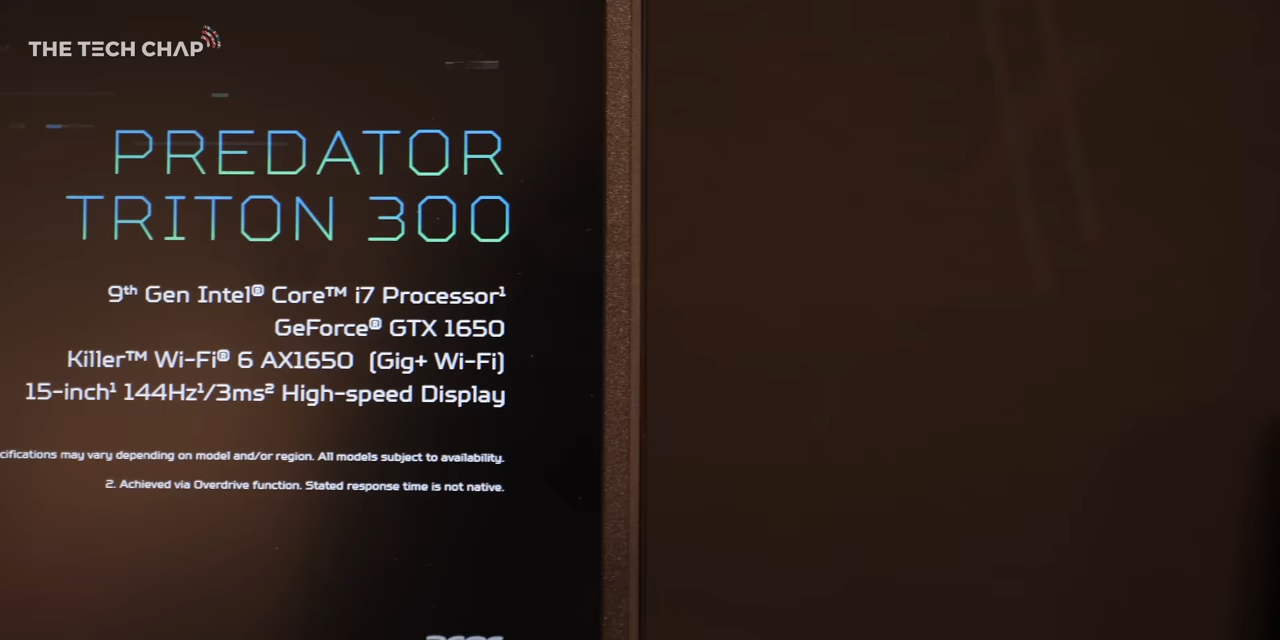 THE TECH CHAP
PREDATOR
TRITON 300
9th Gen Intel® Core™ i7 Processor¹
GeForce® GTX 1650
Killer™ Wi-Fi® 6 AX1650 (Gig+ Wi-Fi)
15-inch¹ 144Hz¹/3ms² High-speed Display
may vary depending on model and/or region. All models subject to availability.
2. Achieved via Overdrive function. Stated response time is not native.